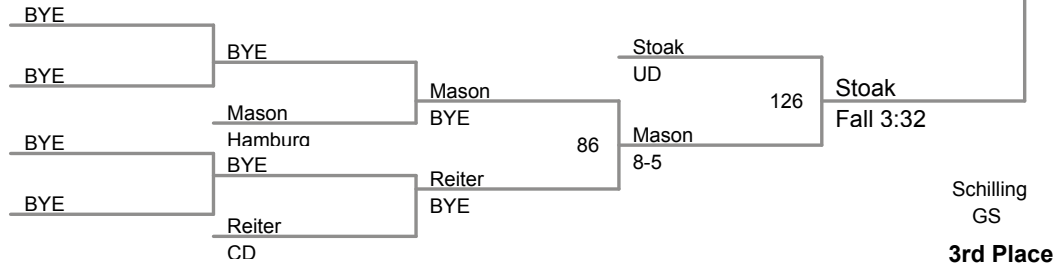 BYE
BYE
BYE
BYE
BYE
Mason
Hamburg
BYE
Reiter
CD
Mason
BYE
Reiter
BYE
86
Stoak
UD
Mason
8-5
126
Stoak
Fall 3:32
Schilling
GS
3rd Place